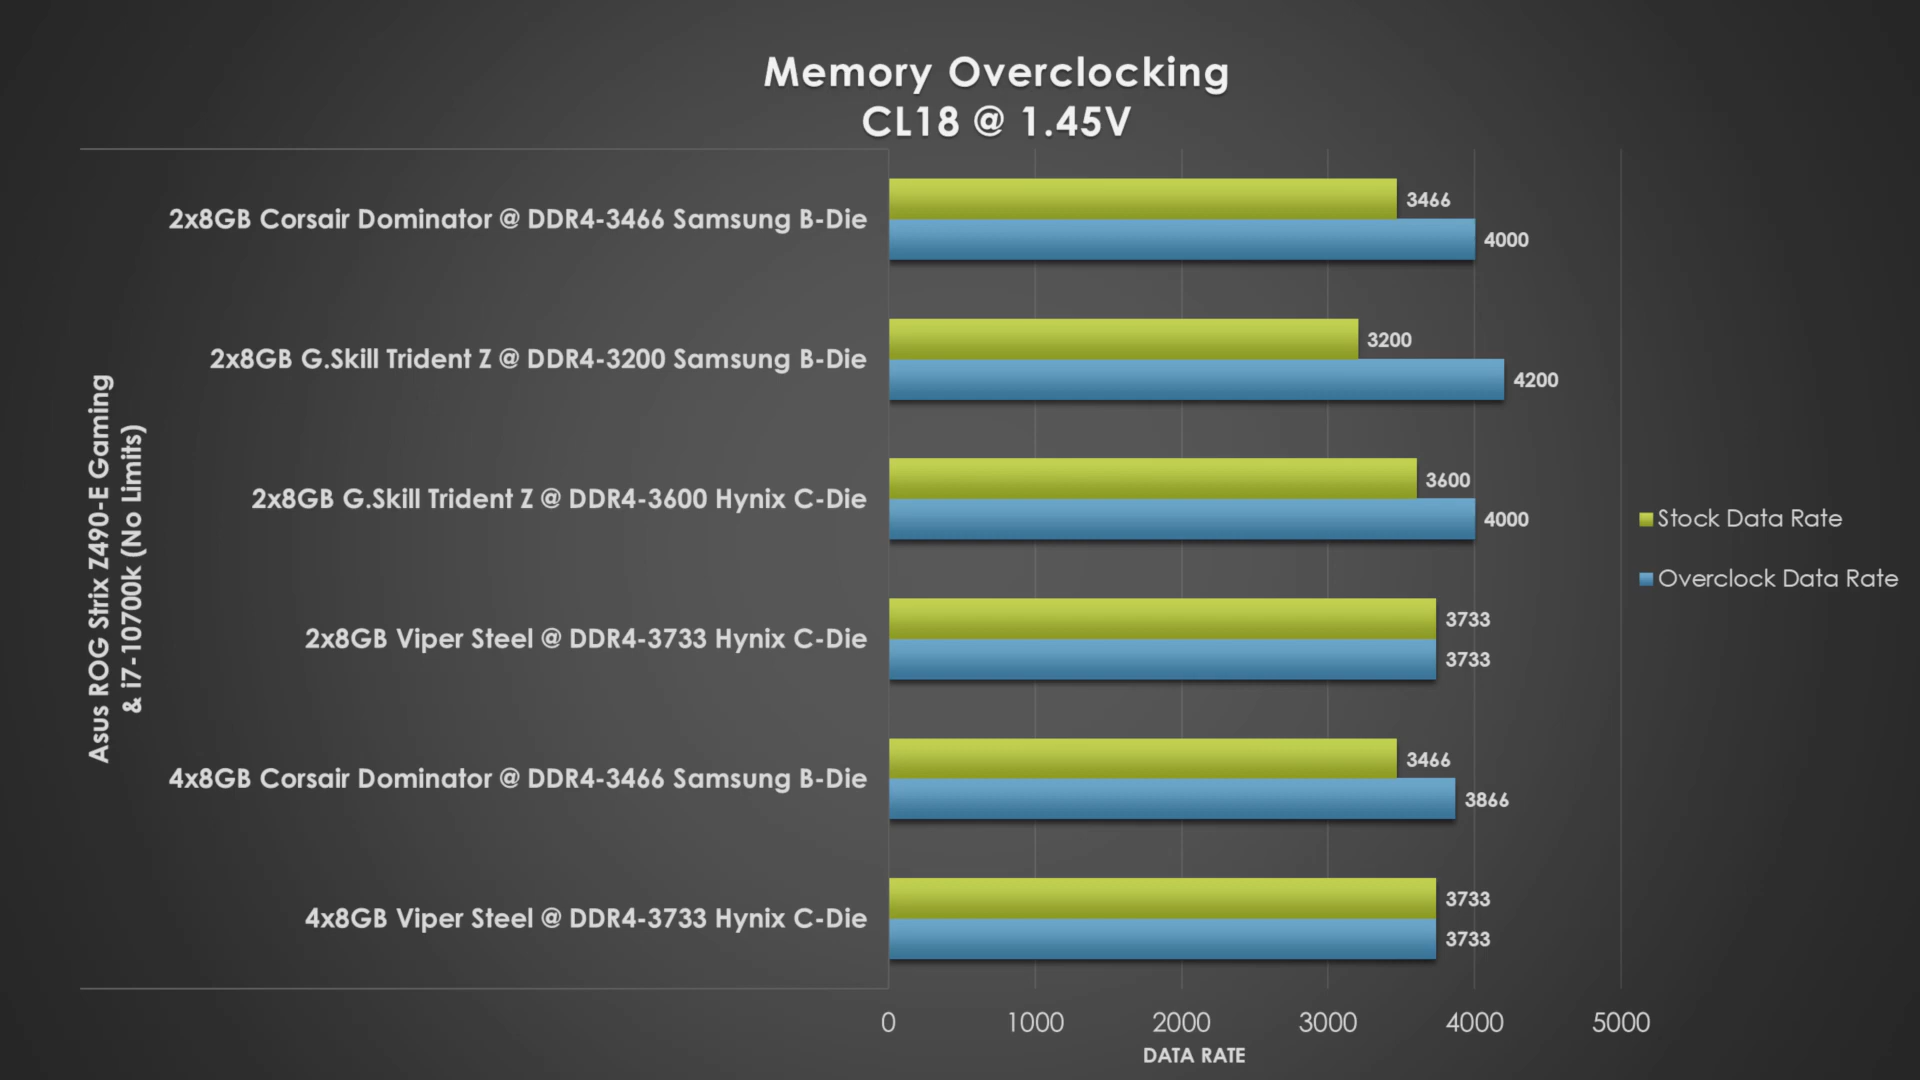 Memory Overclocking
CL18 @ 1.45V
Asus ROG Strix Z490-E Gaming
& i7-10700k (No Limits)
2x8GB Corsair Dominator @ DDR4-3466 Samsung B-Die
3466
4000
2x8GB G.Skill Trident Z @ DDR4-3200 Samsung B-Die
3200
4200
2x8GB G.Skill Trident Z @ DDR4-3600 Hynix C-Die
3600
4000
2x8GB Viper Steel @ DDR4-3733 Hynix C-Die
3733
3733
4x8GB Corsair Dominator @ DDR4-3466 Samsung B-Die
3466
3866
4x8GB Viper Steel @ DDR4-3733 Hynix C-Die
3733
3733
0 1000 2000 3000 4000 5000
DATA RATE
Stock Data Rate
Overclock Data Rate